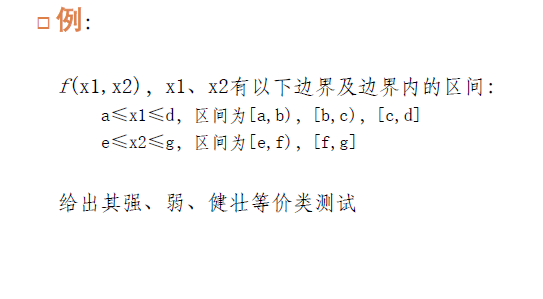 □ 例:
f(x1,x2), x1、x2有以下边界及边界内的区间:
a≤x1≤d, 区间为[a,b), [b,c), [c,d]
e≤x2≤g, 区间为[e,f), [f,g]
给出其强、弱、健壮等价类测试